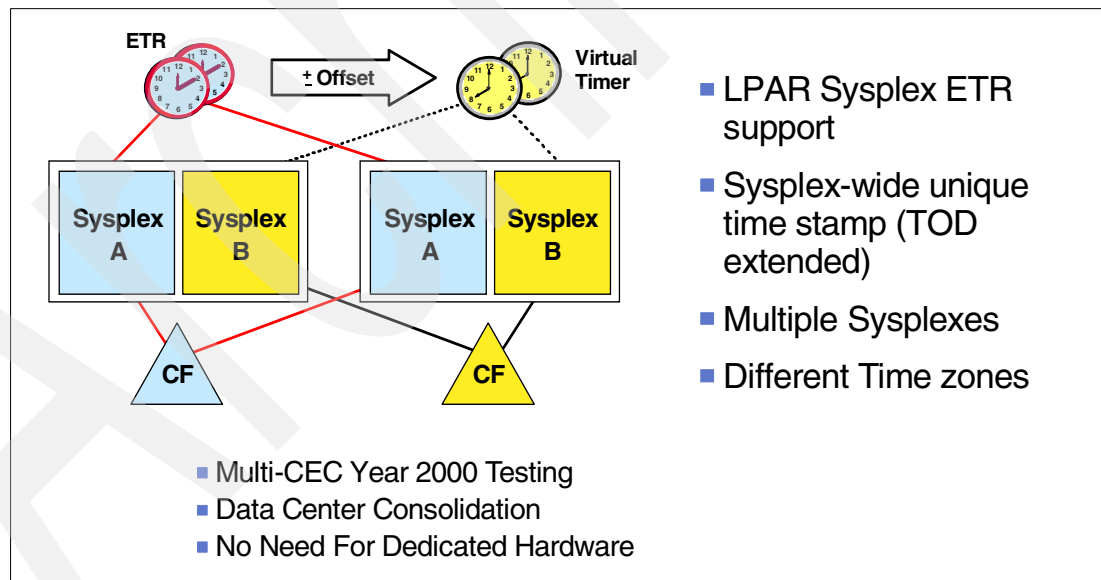 ETR
± Offset
Virtual
Timer
Sysplex
A
Sysplex
B
Sysplex
A
Sysplex
B
CF
CF
LPAR Sysplex ETR
support
Sysplex-wide unique
time stamp (TOD
extended)
Multiple Sysplexes
Different Time zones
Multi-CEC Year 2000 Testing
Data Center Consolidation
No Need For Dedicated Hardware